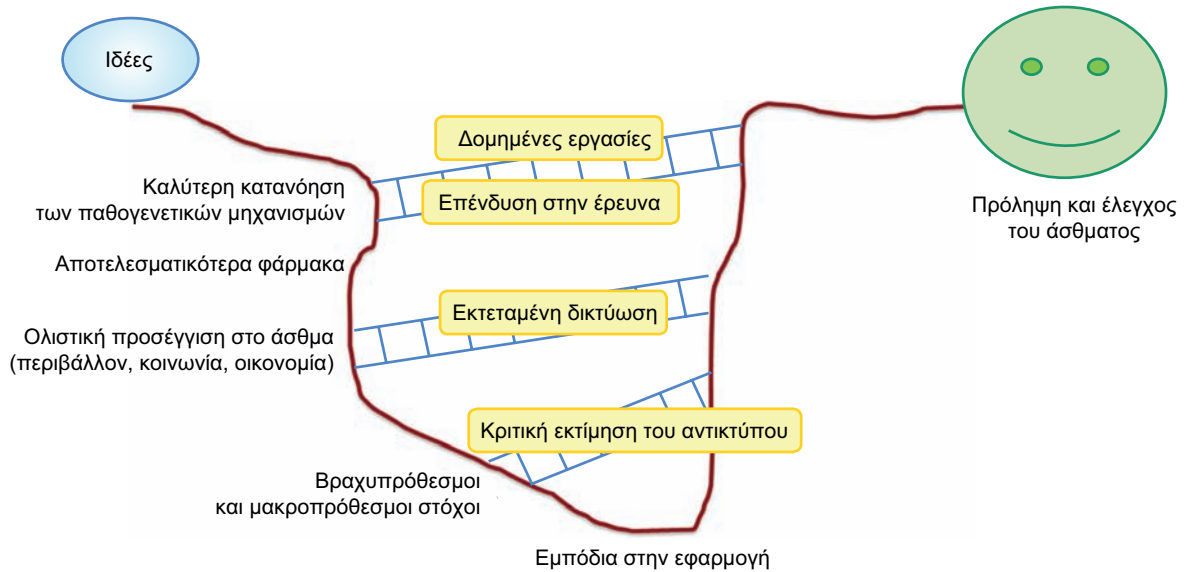 Ιδέες
Δομημένες εργασίες
Επένδυση στην έρευνα
Καλύτερη κατανόηση
των παθογενετικών μηχανισμών
Πρόληψη και έλεγχος
του άσθματος
Αποτελεσματικότερα φάρμακα
Εκτεταμένη δικτύωση
Ολιστική προσέγγιση στο άσθμα
(περιβάλλον, κοινωνία, οικονομία)
Κριτική εκτίμηση του αντικτύπου
Βραχυπρόθεσμοι
και μακροπρόθεσμοι στόχοι
Εμπόδια στην εφαρμογή